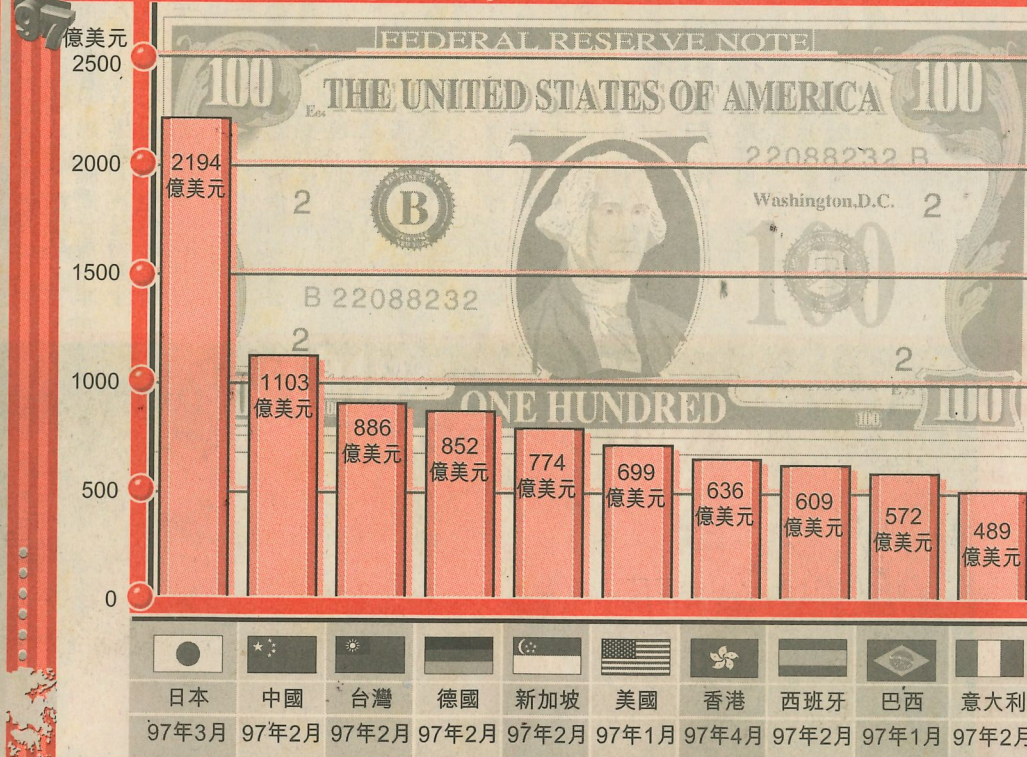 97
億美元
2500
2000
1500
1000
500
0
FEDERAL RESERVE NOTE
100
THE UNITED STATES OF AMERICA
100
22088232 B
2
B
Washington,D.C.
2
100
B 22088232
2
2
ONE HUNDRED
100
2194
億美元
1103
億美元
886
億美元
852
億美元
774
億美元
699
億美元
636
億美元
609
億美元
572
億美元
489
億美元
日本 中國 台灣 德國 新加坡 美國 香港 西班牙 巴西 意大利
97年3月 97年2月 97年2月 97年2月 97年2月 97年1月 97年4月 97年2月 97年1月 97年2月